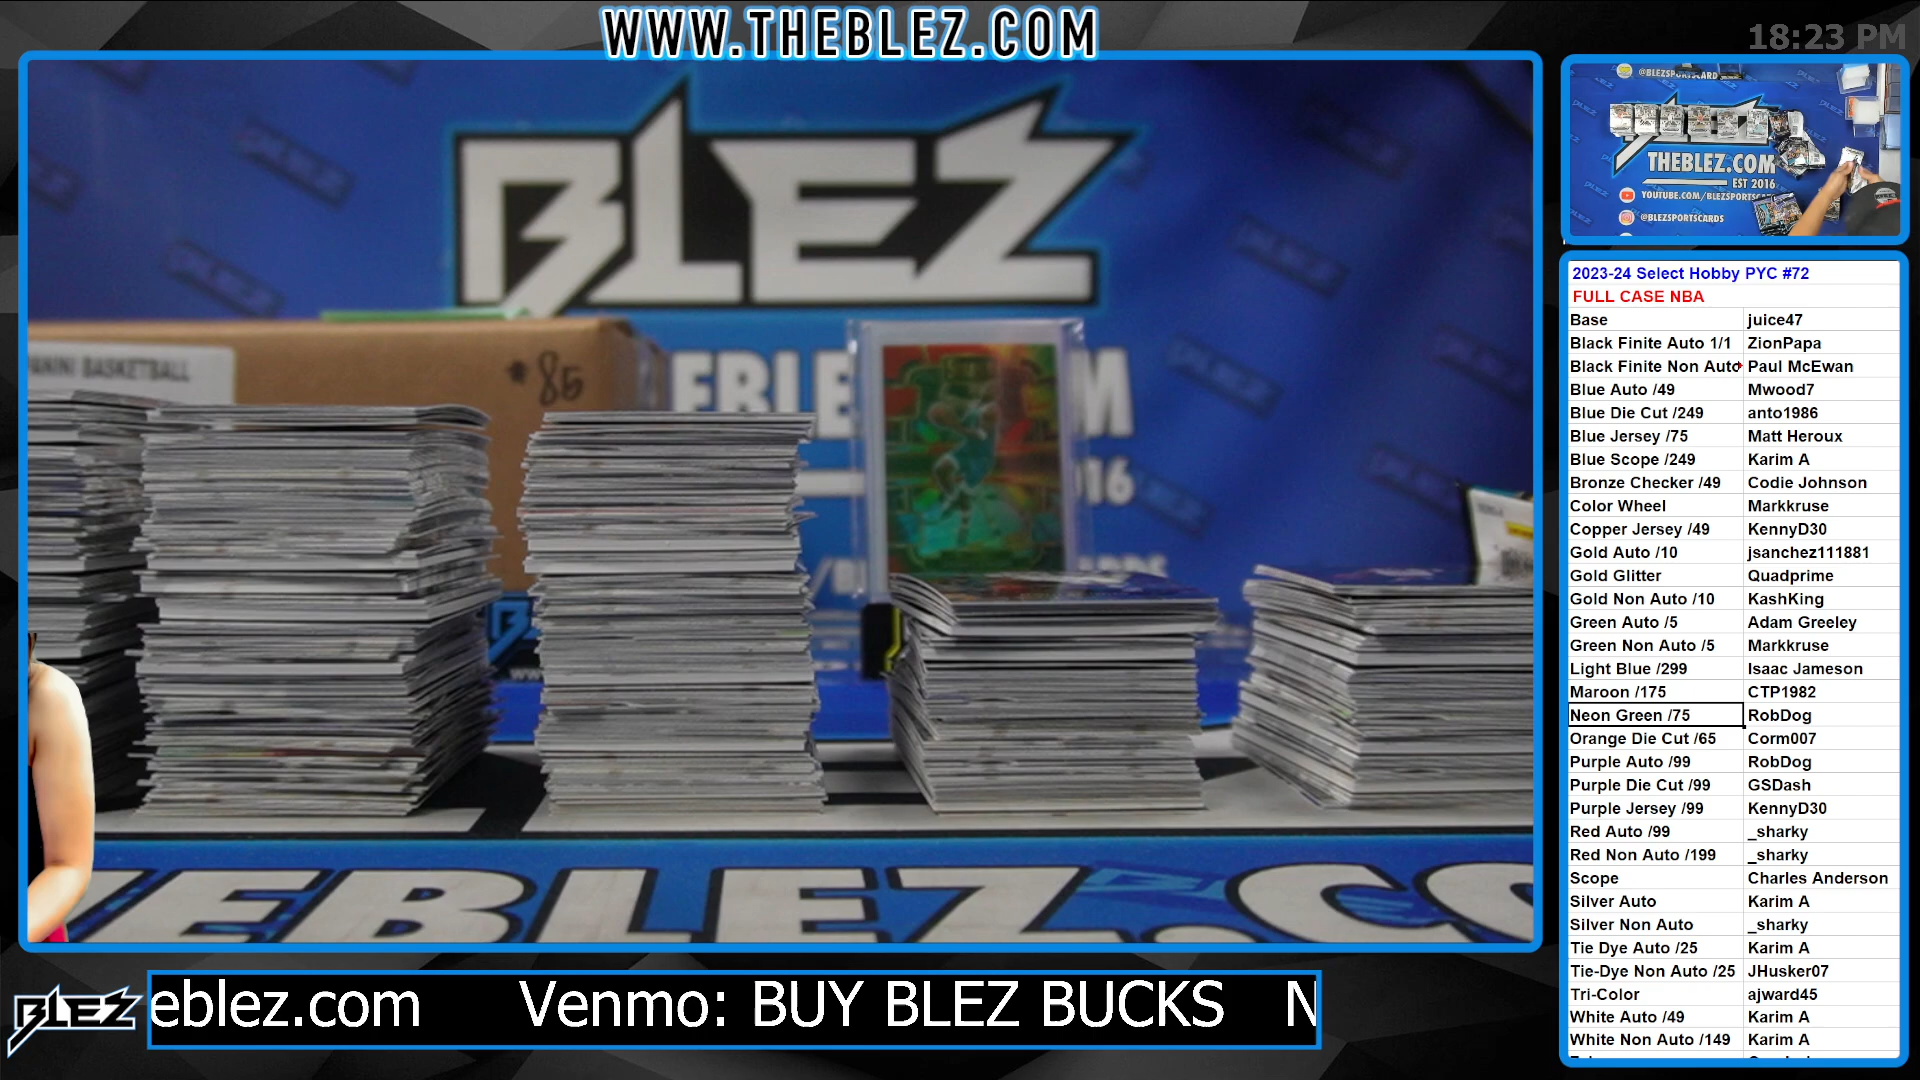 WWW.THEBLEZ.COM
18:23 PM
BLEZ
PANINI BASKETBALL
#85
16
@BLEZSPORTSCARD
THEBLEZ.COM
EST 2016
@BLEZSPORTSCARDS
2023-24 Select Hobby PYC #72
FULL CASE NBA
Base juice47
Black Finite Auto 1/1 ZionPapa
Black Finite Non Auto Paul McEwan
Blue Auto /49 Mwood7
Blue Die Cut /249 anto1986
Blue Jersey /75 Matt Heroux
Blue Scope /249 Karim A
Bronze Checker /49 Codie Johnson
Color Wheel Markkruse
Copper Jersey /49 KennyD30
Gold Auto /10 jsanchez111881
Gold Glitter Quadprime
Gold Non Auto /10 KashKing
Green Auto /5 Adam Greeley
Green Non Auto /5 Markkruse
Light Blue /299 Isaac Jameson
Maroon /175 CTP1982
Neon Green /75 RobDog
Orange Die Cut /65 Corm007
Purple Auto /99 RobDog
Purple Die Cut /99 GSDash
Purple Jersey /99 KennyD30
Red Auto /99 _sharky
Red Non Auto /199 _sharky
Scope Charles Anderson
Silver Auto Karim A
Silver Non Auto _sharky
Tie Dye Auto /25 Karim A
Tie-Dye Non Auto /25 JHusker07
Tri-Color ajward45
White Auto /49 Karim A
White Non Auto /149 Karim A
HEBLEZ.CO
BLEZ
eblez.com Venmo: BUY BLEZ BUCKS N